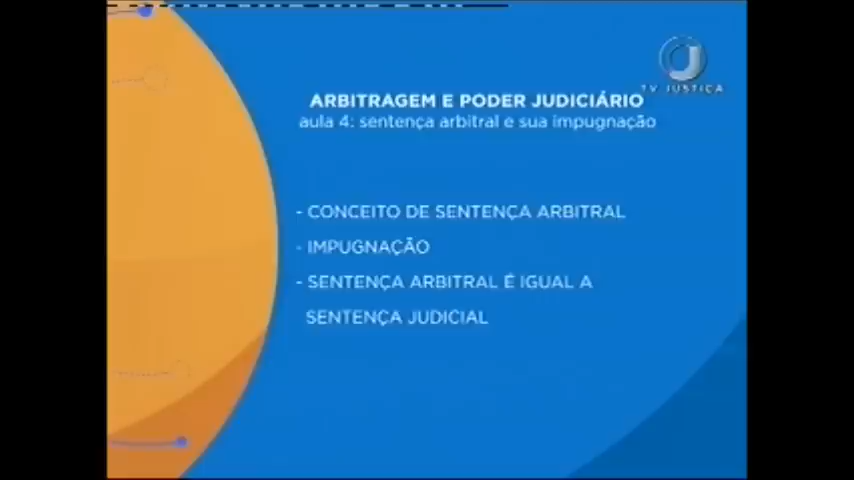 TV JUSTIÇA
ARBITRAGEM E PODER JUDICIÁRIO
aula 4: sentença arbitral e sua impugnação
- CONCEITO DE SENTENÇA ARBITRAL
- IMPUGNAÇÃO
- SENTENÇA ARBITRAL É IGUAL A
SENTENÇA JUDICIAL